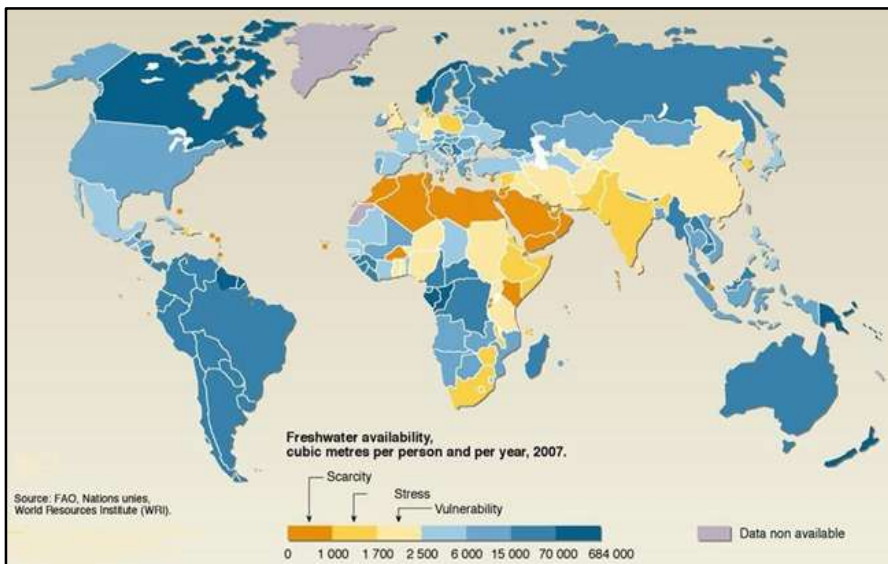 Freshwater availability,
cubic metres per person and per year, 2007.
Scarcity
Stress
Vulnerability
Source: FAO, Nations unies,
World Resources Institute (WRI).
0 1 000 1 700 2 500 6 000 15 000 70 000 684 000
Data non available